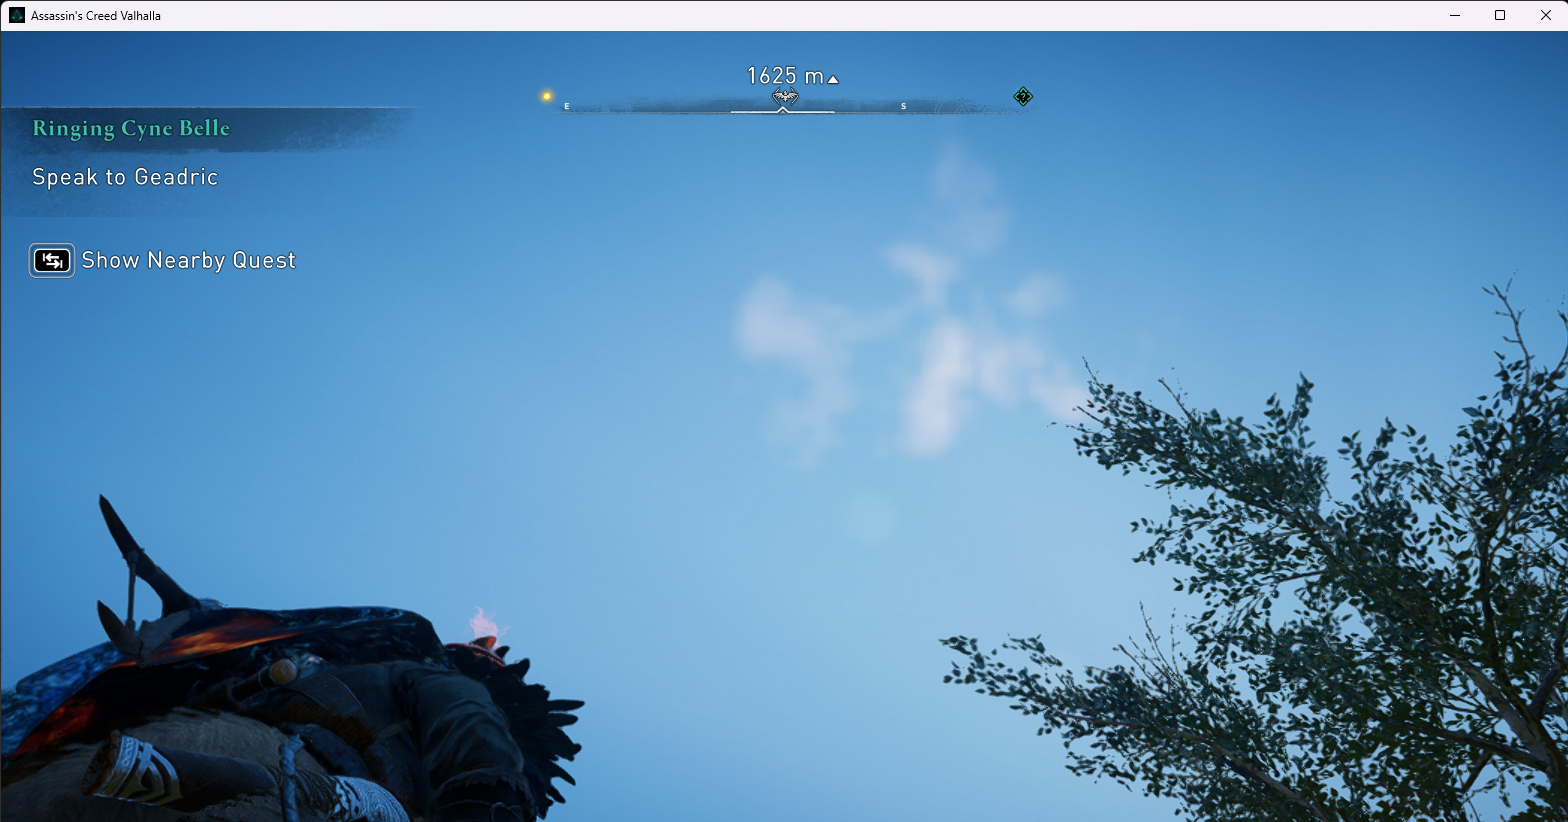 Assassin's Creed Valhalla
1625 m
E
S
?
Ringing Cyne Belle
Speak to Geadric
Show Nearby Quest